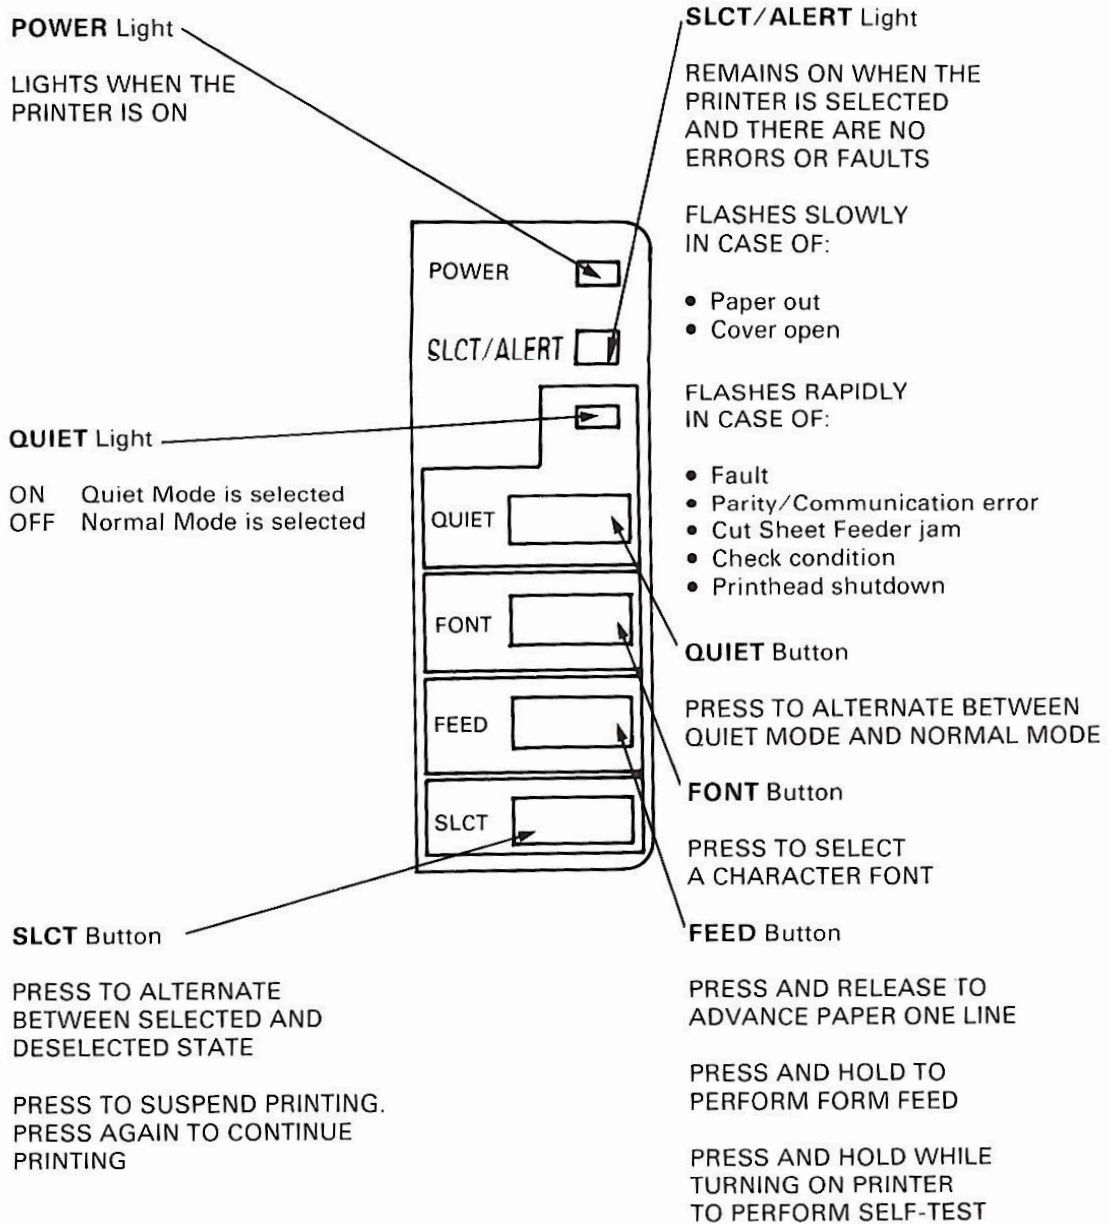 POWER Light
LIGHTS WHEN THE
PRINTER IS ON
SLCT/ALERT Light
REMAINS ON WHEN THE
PRINTER IS SELECTED
AND THERE ARE NO
ERRORS OR FAULTS
FLASHES SLOWLY
IN CASE OF:
• Paper out
• Cover open
FLASHES RAPIDLY
IN CASE OF:
• Fault
• Parity/Communication error
• Cut Sheet Feeder jam
• Check condition
• Printhead shutdown
POWER
SLCT/ALERT
QUIET
FONT
FEED
SLCT
QUIET Light
ON Quiet Mode is selected
OFF Normal Mode is selected
QUIET Button
PRESS TO ALTERNATE BETWEEN
QUIET MODE AND NORMAL MODE
FONT Button
PRESS TO SELECT
A CHARACTER FONT
SLCT Button
PRESS TO ALTERNATE
BETWEEN SELECTED AND
DESELECTED STATE
PRESS TO SUSPEND PRINTING.
PRESS AGAIN TO CONTINUE
PRINTING
FEED Button
PRESS AND RELEASE TO
ADVANCE PAPER ONE LINE
PRESS AND HOLD TO
PERFORM FORM FEED
PRESS AND HOLD WHILE
TURNING ON PRINTER
TO PERFORM SELF-TEST